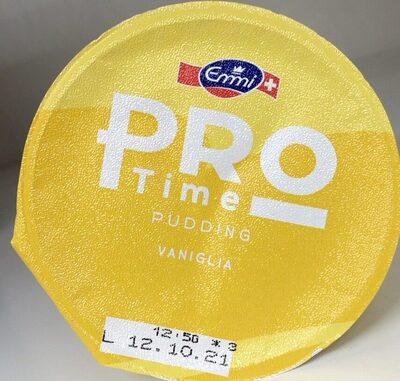 Emmi
PRO
Time
PUDDING
VANIGLIA
12:50 * 3
L 12.10.21